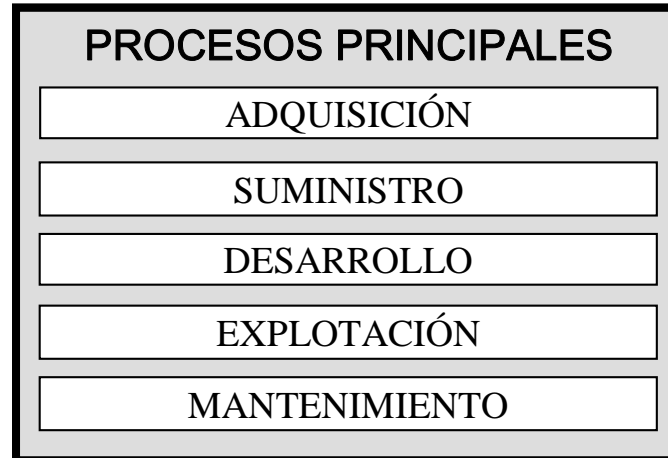 PROCESOS PRINCIPALES
ADQUISICIÓN
SUMINISTRO
DESARROLLO
EXPLOTACIÓN
MANTENIMIENTO